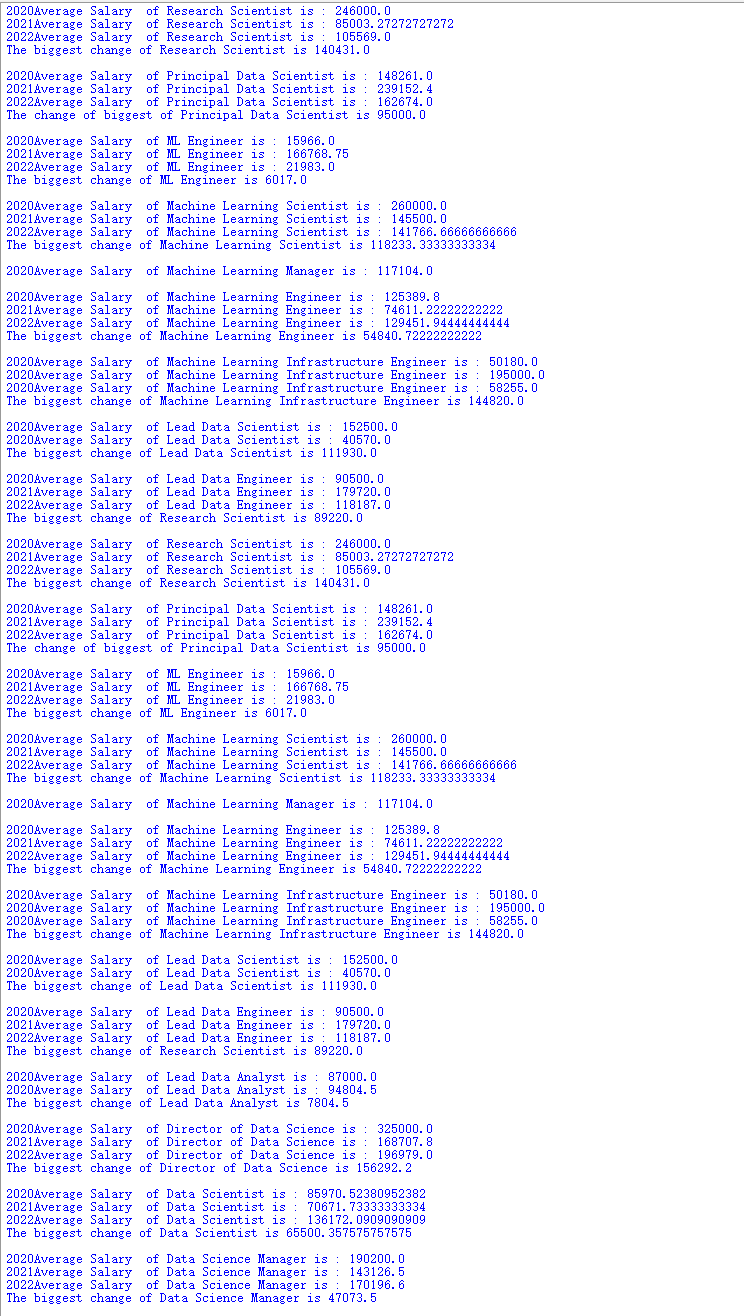 2020Average Salary  of Research Scientist is : 246000.0
2021Average Salary  of Research Scientist is : 85003.27272727272
2022Average Salary  of Research Scientist is : 105569.0
The biggest change of Research Scientist is 140431.0

2020Average Salary  of Principal Data Scientist is : 148261.0
2021Average Salary  of Principal Data Scientist is : 239152.4
2022Average Salary  of Principal Data Scientist is : 162674.0
The change of biggest of Principal Data Scientist is 95000.0

2020Average Salary  of ML Engineer is : 15966.0
2021Average Salary  of ML Engineer is : 166768.75
2022Average Salary  of ML Engineer is : 21983.0
The biggest change of ML Engineer is 6017.0

2020Average Salary  of Machine Learning Scientist is : 260000.0
2021Average Salary  of Machine Learning Scientist is : 145500.0
2022Average Salary  of Machine Learning Scientist is : 141766.66666666666
The biggest change of Machine Learning Scientist is 118233.33333333334

2020Average Salary  of Machine Learning Manager is : 117104.0

2020Average Salary  of Machine Learning Engineer is : 125389.8
2021Average Salary  of Machine Learning Engineer is : 74611.22222222222
2022Average Salary  of Machine Learning Engineer is : 129451.94444444444
The biggest change of Machine Learning Engineer is 54840.72222222222

2020Average Salary  of Machine Learning Infrastructure Engineer is : 50180.0
2020Average Salary  of Machine Learning Infrastructure Engineer is : 195000.0
2020Average Salary  of Machine Learning Infrastructure Engineer is : 58255.0
The biggest change of Machine Learning Infrastructure Engineer is 144820.0

2020Average Salary  of Lead Data Scientist is : 152500.0
2020Average Salary  of Lead Data Scientist is : 40570.0
The biggest change of Lead Data Scientist is 111930.0

2020Average Salary  of Lead Data Engineer is : 90500.0
2021Average Salary  of Lead Data Engineer is : 179720.0
2022Average Salary  of Lead Data Engineer is : 118187.0
The biggest change of Research Scientist is 89220.0

2020Average Salary  of Research Scientist is : 246000.0
2021Average Salary  of Research Scientist is : 85003.27272727272
2022Average Salary  of Research Scientist is : 105569.0
The biggest change of Research Scientist is 140431.0

2020Average Salary  of Principal Data Scientist is : 148261.0
2021Average Salary  of Principal Data Scientist is : 239152.4
2022Average Salary  of Principal Data Scientist is : 162674.0
The change of biggest of Principal Data Scientist is 95000.0

2020Average Salary  of ML Engineer is : 15966.0
2021Average Salary  of ML Engineer is : 166768.75
2022Average Salary  of ML Engineer is : 21983.0
The biggest change of ML Engineer is 6017.0

2020Average Salary  of Machine Learning Scientist is : 260000.0
2021Average Salary  of Machine Learning Scientist is : 145500.0
2022Average Salary  of Machine Learning Scientist is : 141766.66666666666
The biggest change of Machine Learning Scientist is 118233.33333333334

2020Average Salary  of Machine Learning Manager is : 117104.0

2020Average Salary  of Machine Learning Engineer is : 125389.8
2021Average Salary  of Machine Learning Engineer is : 74611.22222222222
2022Average Salary  of Machine Learning Engineer is : 129451.94444444444
The biggest change of Machine Learning Engineer is 54840.72222222222

2020Average Salary  of Machine Learning Infrastructure Engineer is : 50180.0
2020Average Salary  of Machine Learning Infrastructure Engineer is : 195000.0
2020Average Salary  of Machine Learning Infrastructure Engineer is : 58255.0
The biggest change of Machine Learning Infrastructure Engineer is 144820.0

2020Average Salary  of Lead Data Scientist is : 152500.0
2020Average Salary  of Lead Data Scientist is : 40570.0
The biggest change of Lead Data Scientist is 111930.0

2020Average Salary  of Lead Data Engineer is : 90500.0
2021Average Salary  of Lead Data Engineer is : 179720.0
2022Average Salary  of Lead Data Engineer is : 118187.0
The biggest change of Research Scientist is 89220.0

2020Average Salary  of Lead Data Analyst is : 87000.0
2020Average Salary  of Lead Data Analyst is : 94804.5
The biggest change of Lead Data Analyst is 7804.5

2020Average Salary  of Director of Data Science is : 325000.0
2021Average Salary  of Director of Data Science is : 168707.8
2022Average Salary  of Director of Data Science is : 196979.0
The biggest change of Director of Data Science is 156292.2

2020Average Salary  of Data Scientist is : 85970.52380952382
2021Average Salary  of Data Scientist is : 70671.73333333334
2022Average Salary  of Data Scientist is : 136172.0909090909
The biggest change of Data Scientist is 65500.357575757575

2020Average Salary  of Data Science Manager is : 190200.0
2021Average Salary  of Data Science Manager is : 143126.5
2022Average Salary  of Data Science Manager is : 170196.6
The biggest change of Data Science Manager is 47073.5